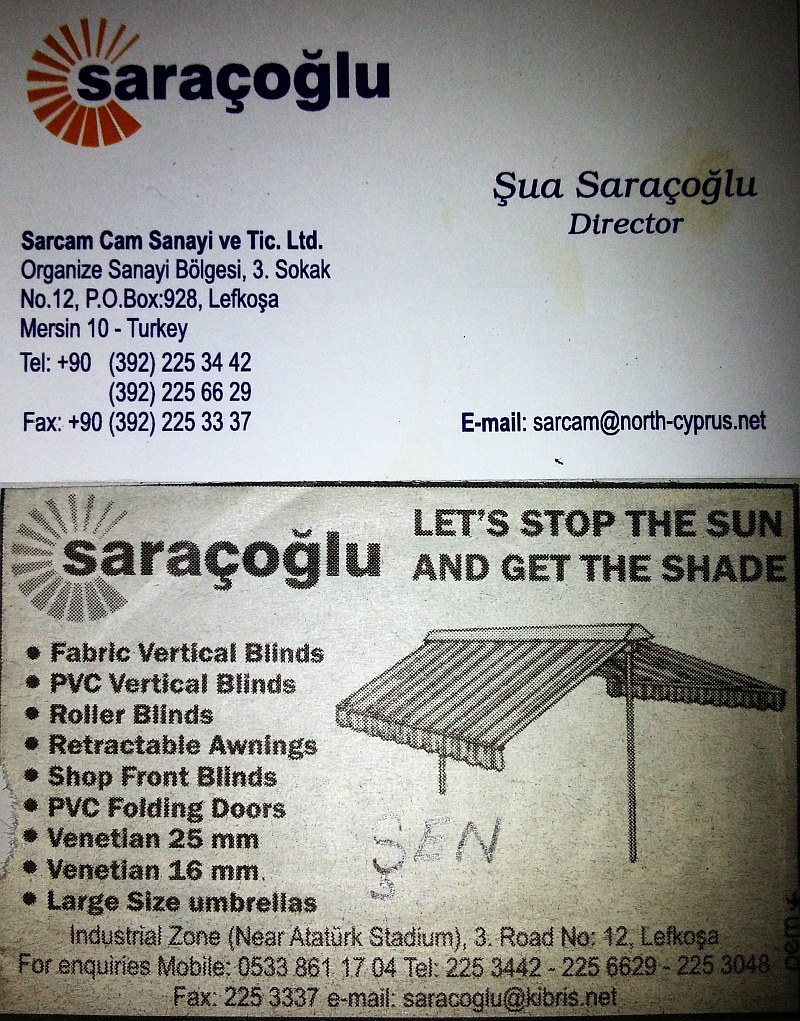 saraçoğlu
Şua Saraçoğlu
Director
Sarcam Cam Sanayi ve Tic. Ltd.
Organize Sanayi Bölgesi, 3. Sokak
No.12, P.O.Box:928, Lefkoşa
Mersin 10 - Turkey
Tel: +90 (392) 225 34 42
(392) 225 66 29
Fax: +90 (392) 225 33 37
E-mail: sarcam@north-cyprus.net
saraçoğlu
LET'S STOP THE SUN
AND GET THE SHADE
• Fabric Vertical Blinds
• PVC Vertical Blinds
• Roller Blinds
• Retractable Awnings
• Shop Front Blinds
• PVC Folding Doors
• Venetian 25 mm
• Venetian 16 mm.
• Large Size umbrellas
ŞEN
Industrial Zone (Near Atatürk Stadium), 3. Road No: 12, Lefkoşa
For enquiries Mobile: 0533 861 17 04 Tel: 225 3442 - 225 6629 - 225 3048
Fax: 225 3337 e-mail: saracoglu@kibris.net